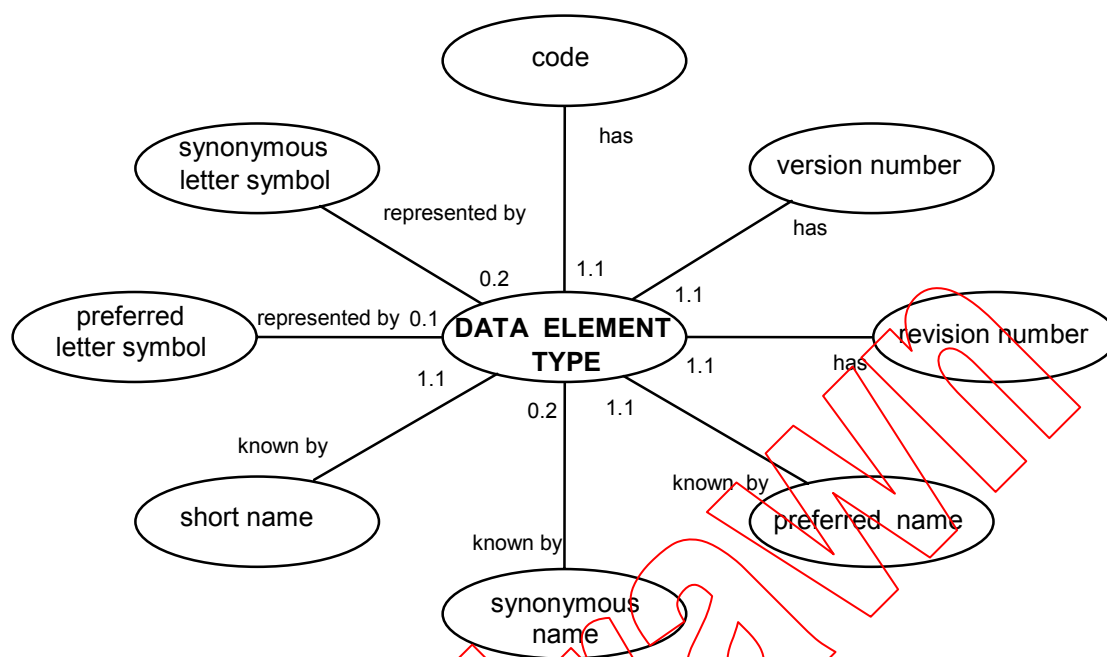 code
has
synonymous
letter symbol
version number
represented by
has
0.2
1.1
1.1
preferred
letter symbol
represented by
0.1
DATA ELEMENT
TYPE
revision number
has
1.1
1.1
0.2
1.1
known by
known by
short name
preferred name
known by
synonymous
name